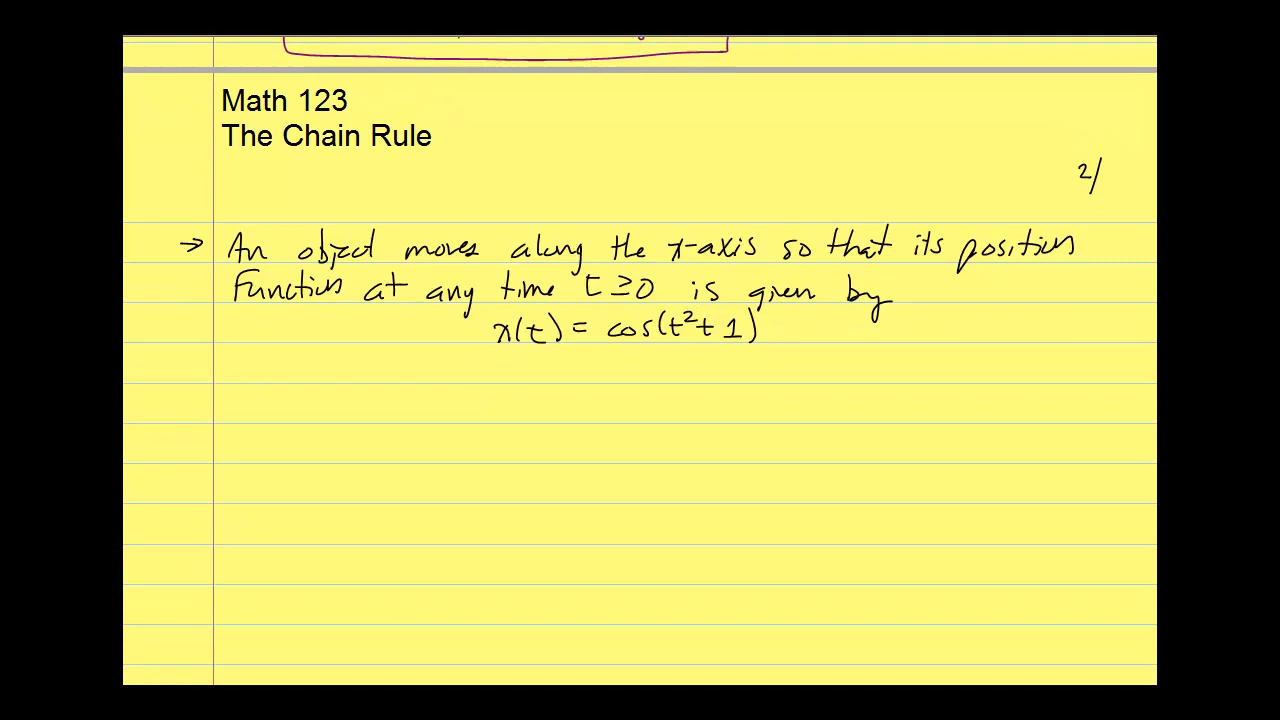 Math 123
The Chain Rule
2/
→ An object moves along the x-axis so that its position
Function at any time t ≥ 0 is given by
x(t) = cos(t² + 1)